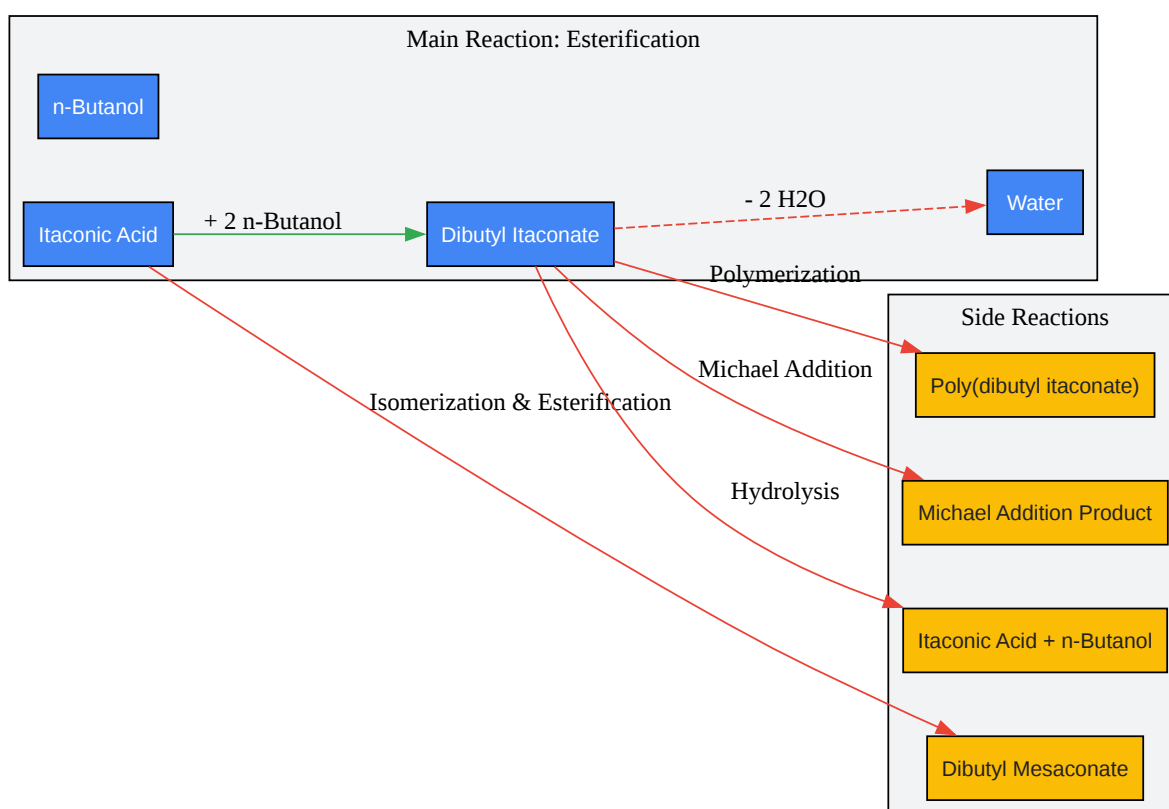 Main Reaction: Esterification
n-Butanol
Itaconic Acid
+ 2 n-Butanol
Dibutyl Itaconate
- 2 H2O
Water
Polymerization
Side Reactions
Poly(dibutyl itaconate)
Michael Addition
Isomerization & Esterification
Hydrolysis
Michael Addition Product
Itaconic Acid + n-Butanol
Dibutyl Mesaconate